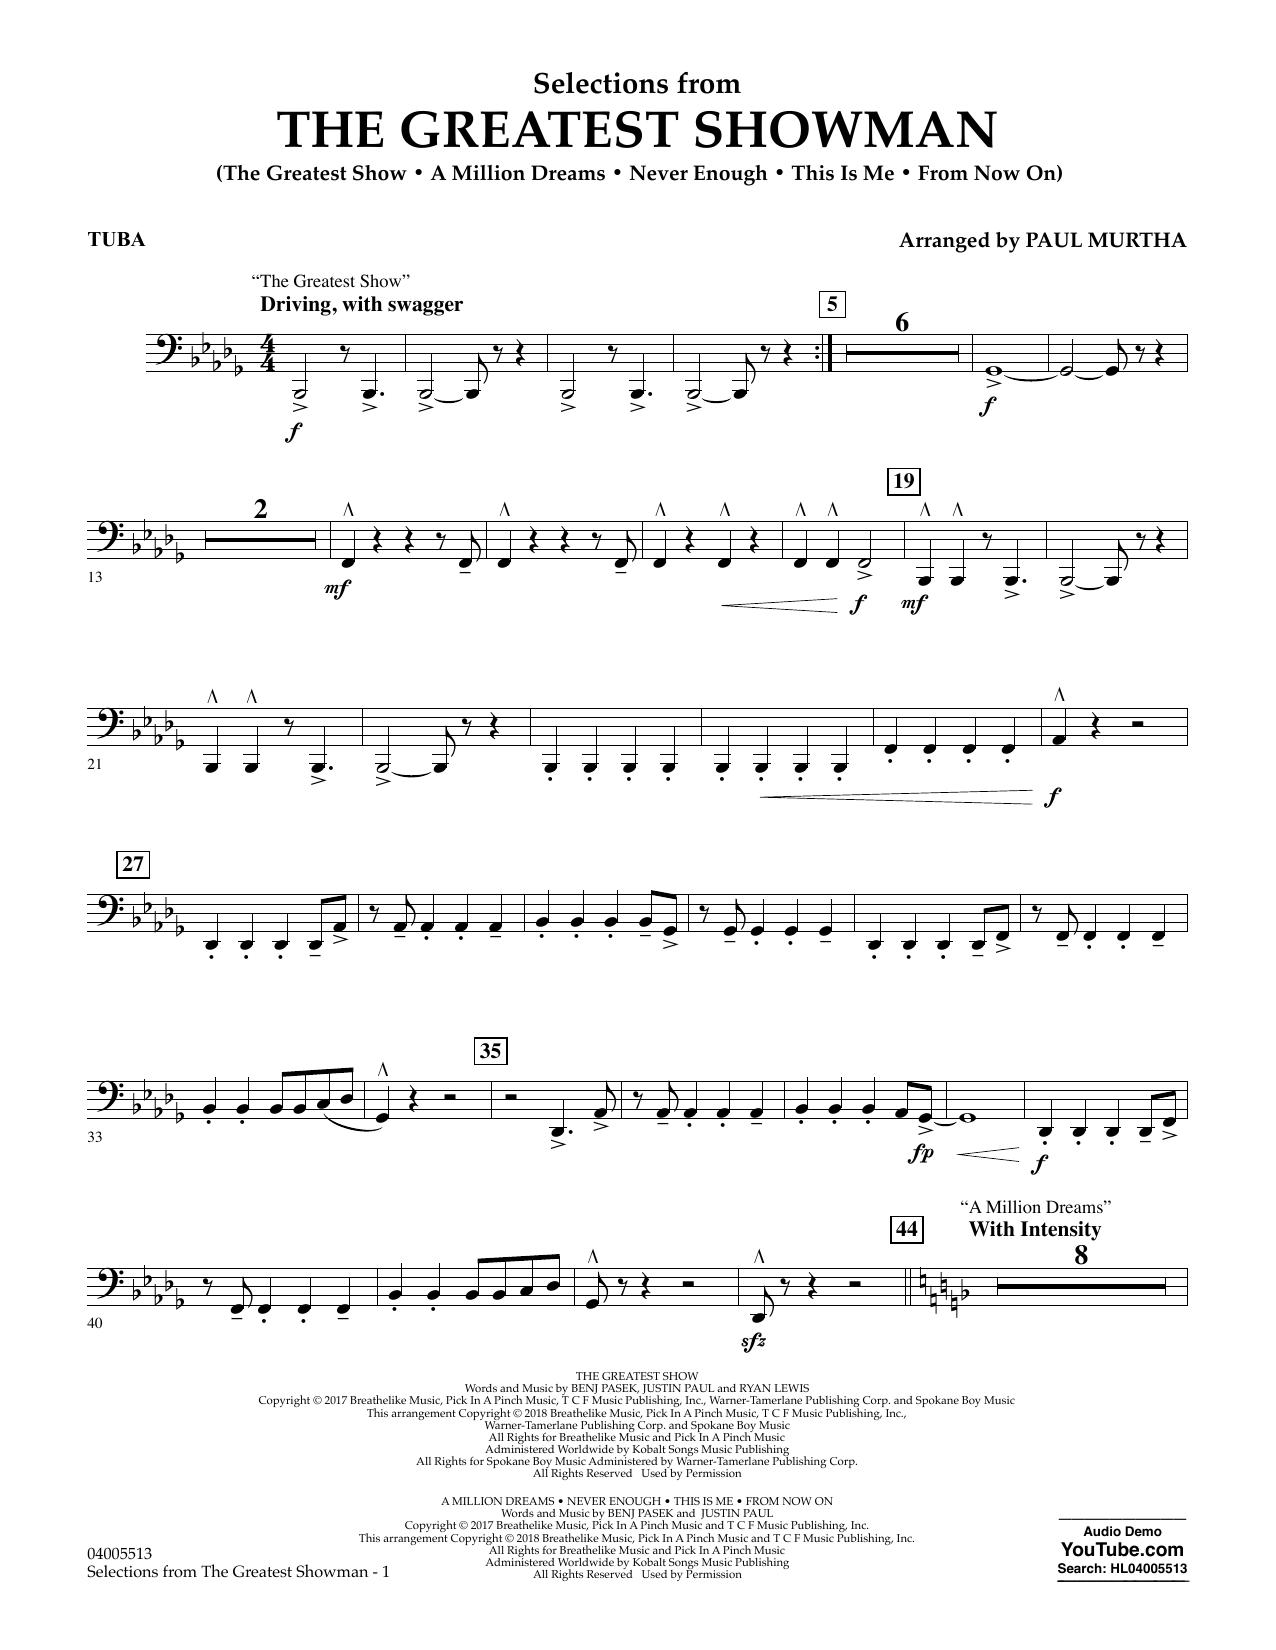 Selections from
THE GREATEST SHOWMAN
(The Greatest Show • A Million Dreams • Never Enough • This Is Me • From Now On)
TUBA
Arranged by PAUL MURTHA
“The Greatest Show”
Driving, with swagger
5
6
f
f
19
2
13
mf
f
mf
21
f
27
35
33
fp
f
“A Million Dreams”
44
With Intensity
8
40
sfz
THE GREATEST SHOW
Words and Music by BENJ PASEK, JUSTIN PAUL and RYAN LEWIS
Copyright © 2017 Breathelike Music, Pick In A Pinch Music, T C F Music Publishing, Inc., Warner-Tamerlane Publishing Corp. and Spokane Boy Music
This arrangement Copyright © 2018 Breathelike Music, Pick In A Pinch Music, T C F Music Publishing, Inc.,
Warner-Tamerlane Publishing Corp. and Spokane Boy Music
All Rights for Breathelike Music and Pick In A Pinch Music
Administered Worldwide by Kobalt Songs Music Publishing
All Rights for Spokane Boy Music Administered by Warner-Tamerlane Publishing Corp.
All Rights Reserved Used by Permission
A MILLION DREAMS • NEVER ENOUGH • THIS IS ME • FROM NOW ON
Words and Music by BENJ PASEK and JUSTIN PAUL
Copyright © 2017 Breathelike Music, Pick In A Pinch Music and T C F Music Publishing, Inc.
This arrangement Copyright © 2018 Breathelike Music, Pick In A Pinch Music and T C F Music Publishing, Inc.
All Rights for Breathelike Music and Pick In A Pinch Music
Administered Worldwide by Kobalt Songs Music Publishing
All Rights Reserved Used by Permission
04005513
Selections from The Greatest Showman - 1
Audio Demo
YouTube.com
Search: HL04005513